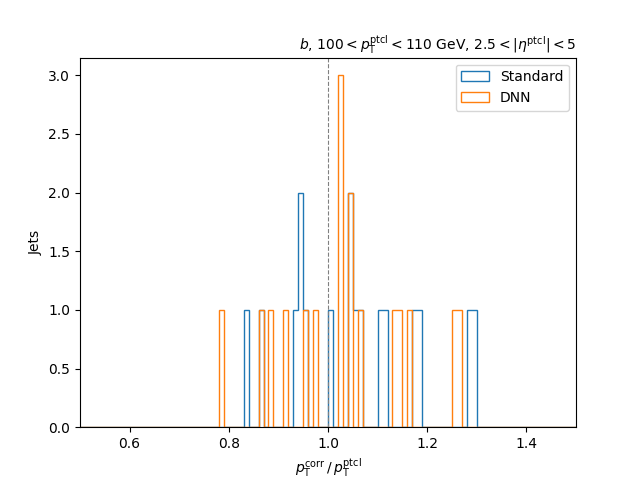 b, 100 < p_T^ptcl < 110 GeV, 2.5 < |η^ptcl| < 5
Standard
DNN
3.0
2.5
2.0
1.5
1.0
0.5
0.0
Jets
0.6 0.8 1.0 1.2 1.4
p_T^corr / p_T^ptcl